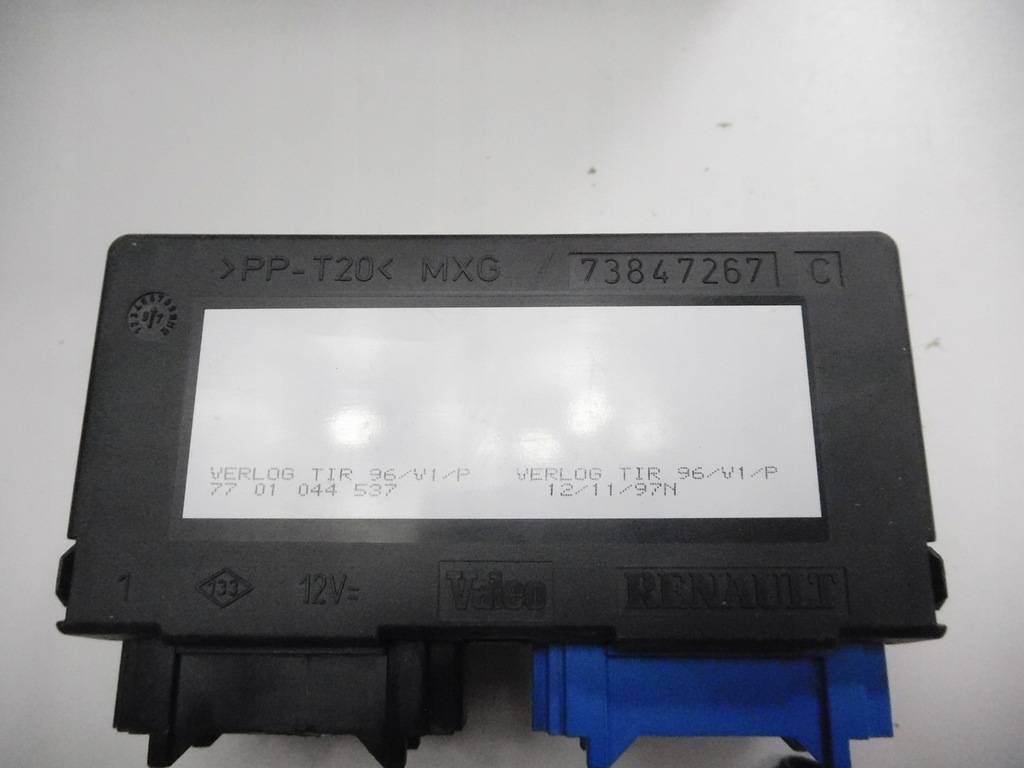 >PP-T20< MXG 73847267 C
97
VERLOG TIR 96/V1/P VERLOG TIR 96/V1/P
77 01 044 537 12/11/97N
1 133 12V= Valeo RENAULT